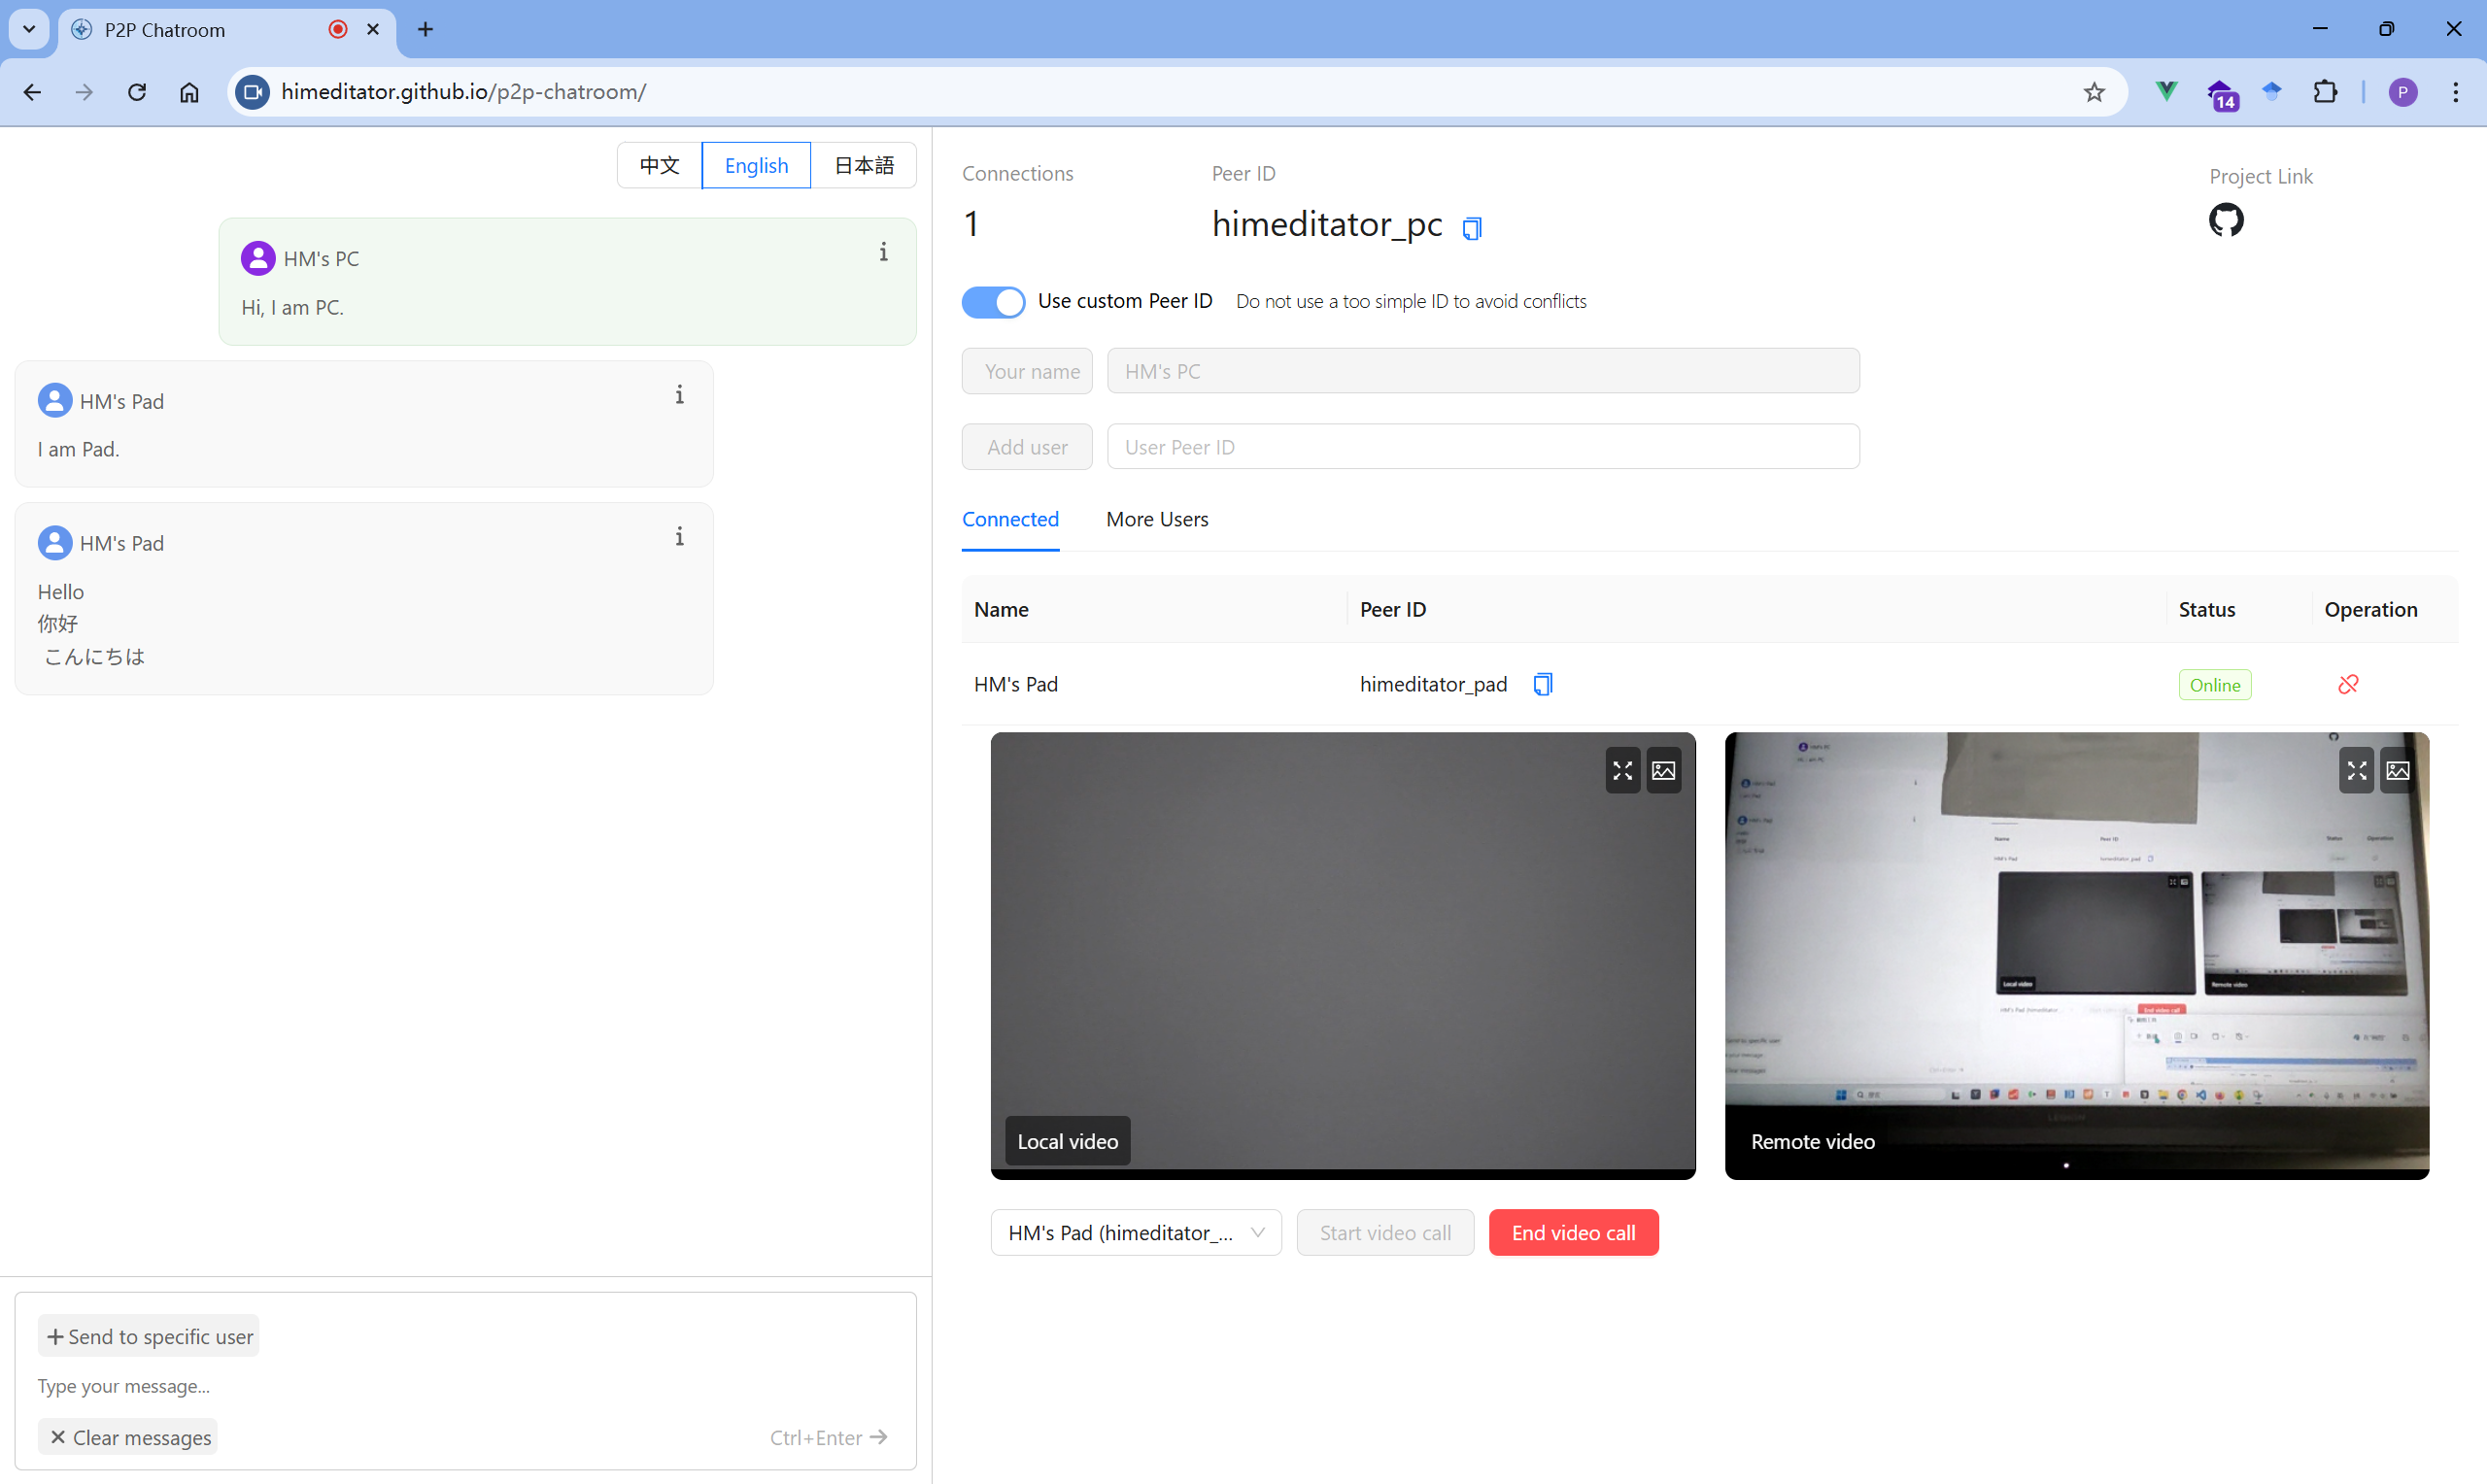 P2P Chatroom
himeditator.github.io/p2p-chatroom/
14
P
中文 English 日本語
HM's PC
Hi, I am PC.
HM's Pad
I am Pad.
HM's Pad
Hello
你好
こんにちは
Send to specific user
Type your message...
Clear messages
Ctrl+Enter
Connections
1
Peer ID
himeditator_pc
Project Link
Use custom Peer ID Do not use a too simple ID to avoid conflicts
Your name HM's PC
Add user User Peer ID
Connected More Users
Name Peer ID Status Operation
HM's Pad himeditator_pad Online
Local video
Remote video
HM's Pad (himeditator_...
Start video call
End video call